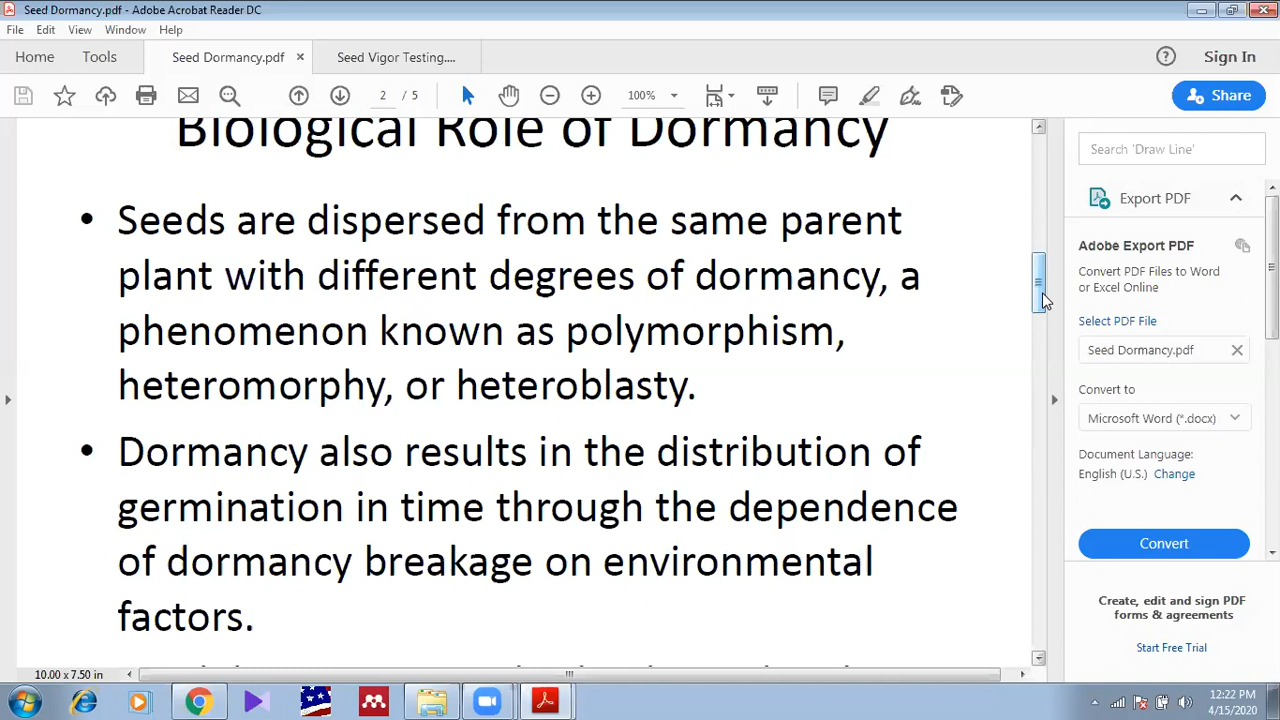 Seed Dormancy.pdf - Adobe Acrobat Reader DC
File Edit View Window Help
Home Tools Seed Dormancy.pdf × Seed Vigor Testing.... Sign In
2 / 5 100% Share
Biological Role of Dormancy
• Seeds are dispersed from the same parent
plant with different degrees of dormancy, a
phenomenon known as polymorphism,
heteromorphy, or heteroblasty.
• Dormancy also results in the distribution of
germination in time through the dependence
of dormancy breakage on environmental
factors.
Search 'Draw Line'
Export PDF
Adobe Export PDF
Convert PDF Files to Word
or Excel Online
Select PDF File
Seed Dormancy.pdf
Convert to
Microsoft Word (*.docx)
Document Language:
English (U.S.) Change
Convert
Create, edit and sign PDF
forms & agreements
Start Free Trial
10.00 x 7.50 in
12:22 PM
4/15/2020